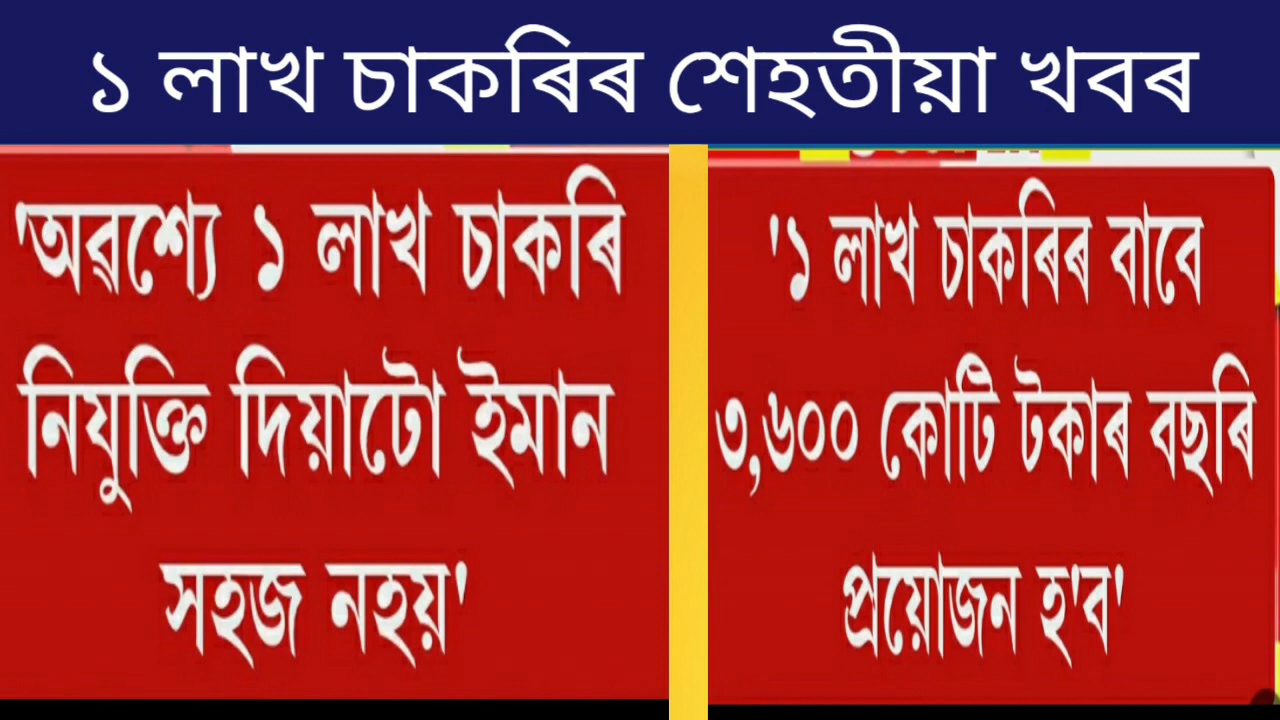 ১ লাখ চাকৰিৰ শেহতীয়া খবৰ
'অৱশ্যে ১ লাখ চাকৰি
নিযুক্তি দিয়াটো ইমান
সহজ নহয়'
'১ লাখ চাকৰিৰ বাবে
৩,৬০০ কোটি টকাৰ বছৰি
প্ৰয়োজন হ'ব'